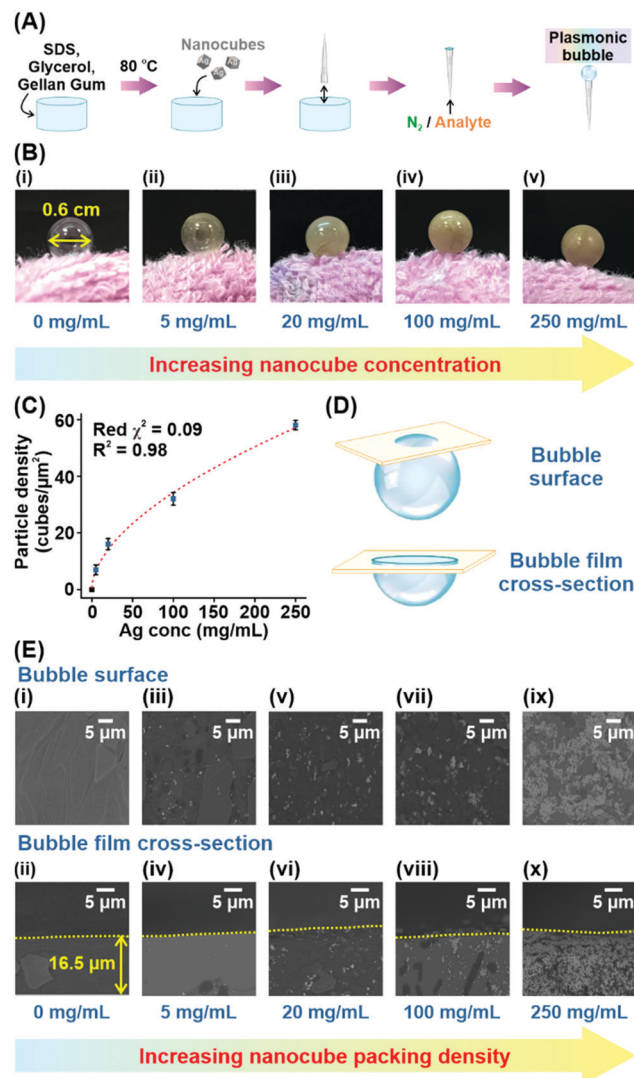 (A)
SDS,
Glycerol,
Gellan Gum
80 °C
Nanocubes
Ag
Ag
Ag
N₂ / Analyte
Plasmonic
bubble
(B)
(i) (ii) (iii) (iv) (v)
0.6 cm
0 mg/mL 5 mg/mL 20 mg/mL 100 mg/mL 250 mg/mL
Increasing nanocube concentration
(C)
Red χ² = 0.09
R² = 0.98
Particle density
(cubes/μm²)
60
40
20
0
0 50 100 150 200 250
Ag conc (mg/mL)
(D)
Bubble
surface
Bubble film
cross-section
(E)
Bubble surface
(i) (iii) (v) (vii) (ix)
5 μm 5 μm 5 μm 5 μm 5 μm
Bubble film cross-section
(ii) (iv) (vi) (viii) (x)
5 μm 5 μm 5 μm 5 μm 5 μm
16.5 μm
0 mg/mL 5 mg/mL 20 mg/mL 100 mg/mL 250 mg/mL
Increasing nanocube packing density